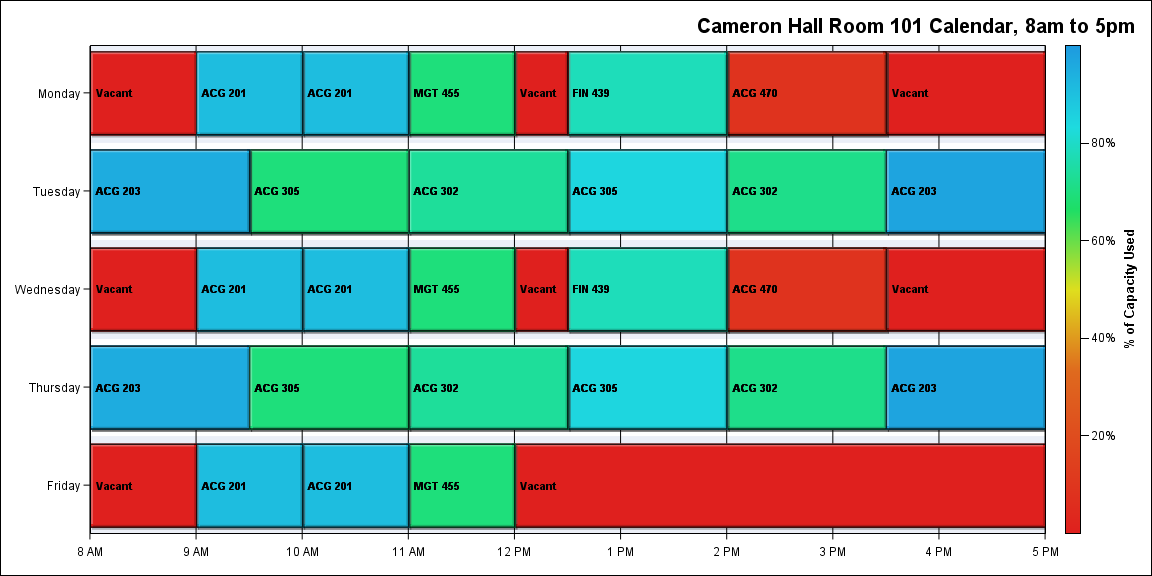 Cameron Hall Room 101 Calendar, 8am to 5pm
Monday
Vacant
ACG 201
ACG 201
MGT 455
Vacant
FIN 439
ACG 470
Vacant
Tuesday
ACG 203
ACG 305
ACG 302
ACG 305
ACG 302
ACG 203
Wednesday
Vacant
ACG 201
ACG 201
MGT 455
Vacant
FIN 439
ACG 470
Vacant
Thursday
ACG 203
ACG 305
ACG 302
ACG 305
ACG 302
ACG 203
Friday
Vacant
ACG 201
ACG 201
MGT 455
Vacant
8 AM
9 AM
10 AM
11 AM
12 PM
1 PM
2 PM
3 PM
4 PM
5 PM
80%
60%
40%
20%
% of Capacity Used